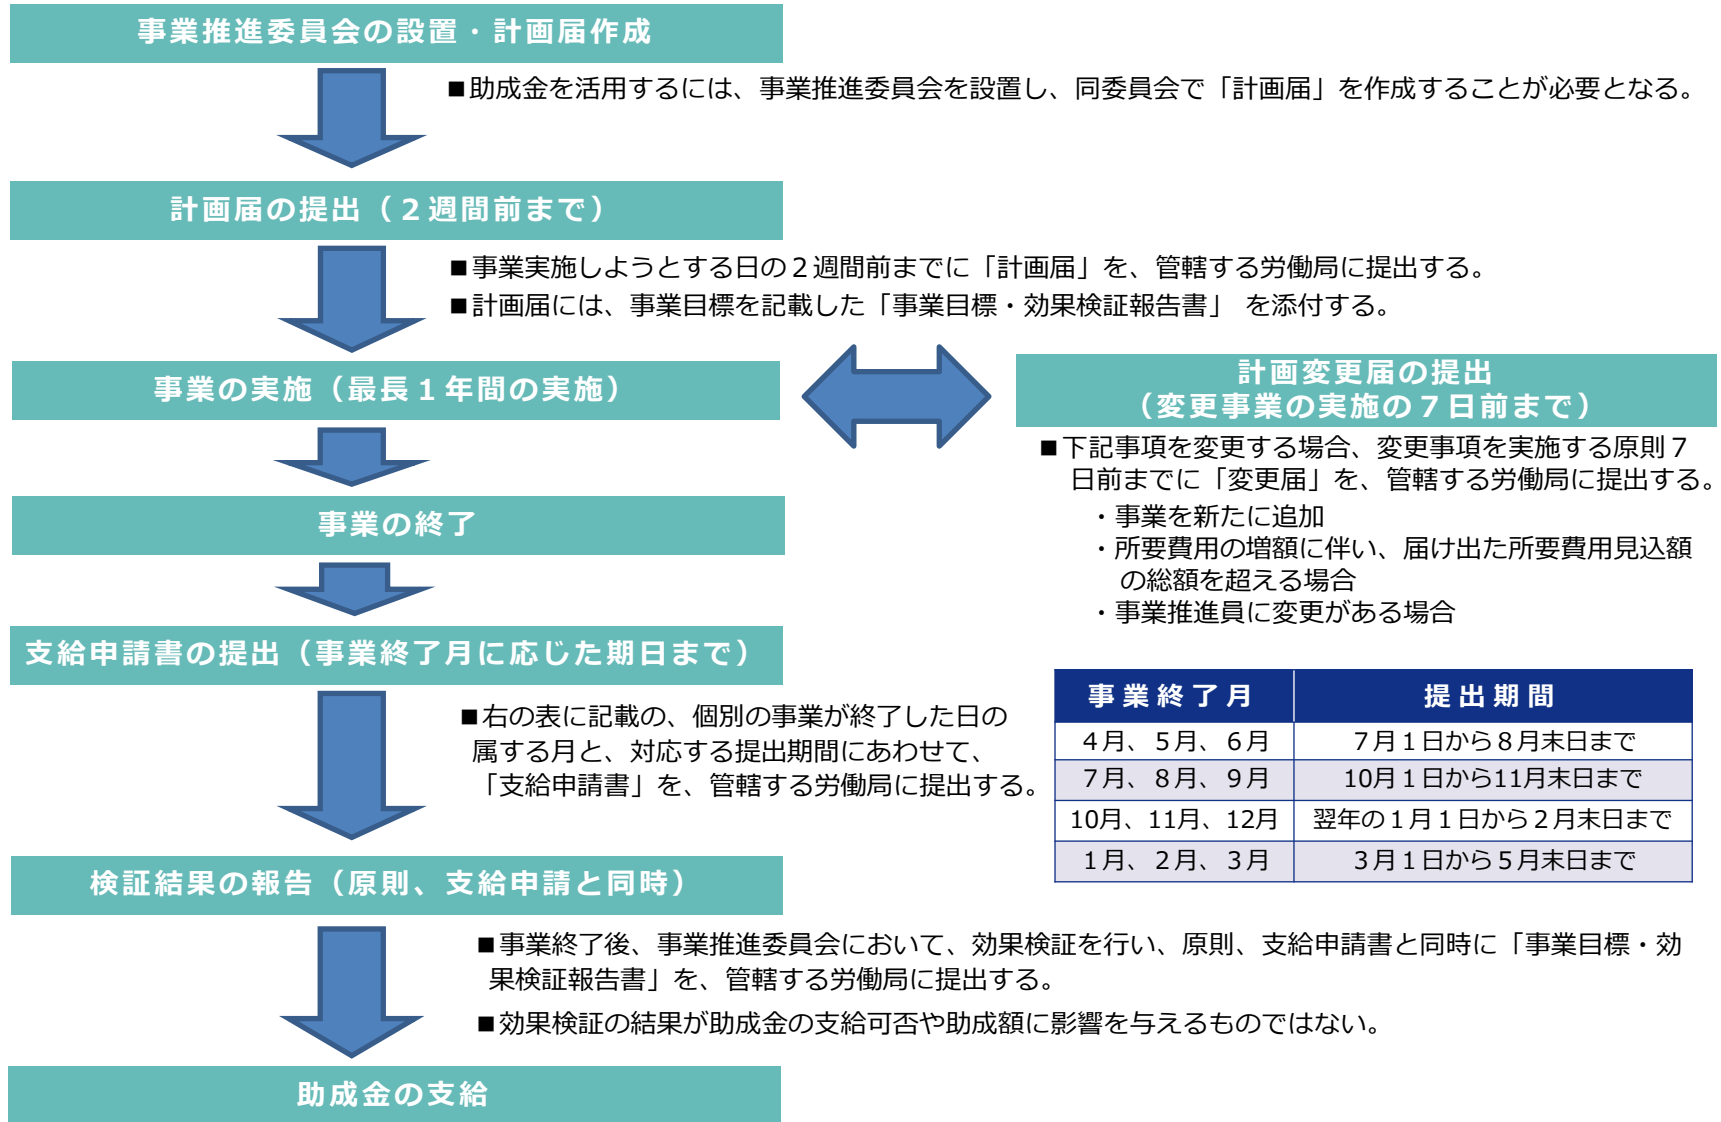 事業推進委員会の設置・計画届作成
■助成金を活用するには、事業推進委員会を設置し、同委員会で「計画届」を作成することが必要となる。
計画届の提出（２週間前まで）
■事業実施しようとする日の２週間前までに「計画届」を、管轄する労働局に提出する。
■計画届には、事業目標を記載した「事業目標・効果検証報告書」 を添付する。
事業の実施（最長１年間の実施）
計画変更届の提出
（変更事業の実施の７日前まで）
■下記事項を変更する場合、変更事項を実施する原則７
日前までに「変更届」を、管轄する労働局に提出する。
・事業を新たに追加
・所要費用の増額に伴い、届け出た所要費用見込額
の総額を超える場合
・事業推進員に変更がある場合
事業の終了
支給申請書の提出（事業終了月に応じた期日まで）
■右の表に記載の、個別の事業が終了した日の
属する月と、対応する提出期間にあわせて、
「支給申請書」を、管轄する労働局に提出する。
事業終了月 提出期間
４月、５月、６月 ７月１日から８月末日まで
７月、８月、９月 10月１日から11月末日まで
10月、11月、12月 翌年の１月１日から２月末日まで
１月、２月、３月 ３月１日から５月末日まで
検証結果の報告（原則、支給申請と同時）
■事業終了後、事業推進委員会において、効果検証を行い、原則、支給申請書と同時に「事業目標・効
果検証報告書」を、管轄する労働局に提出する。
■効果検証の結果が助成金の支給可否や助成額に影響を与えるものではない。
助成金の支給